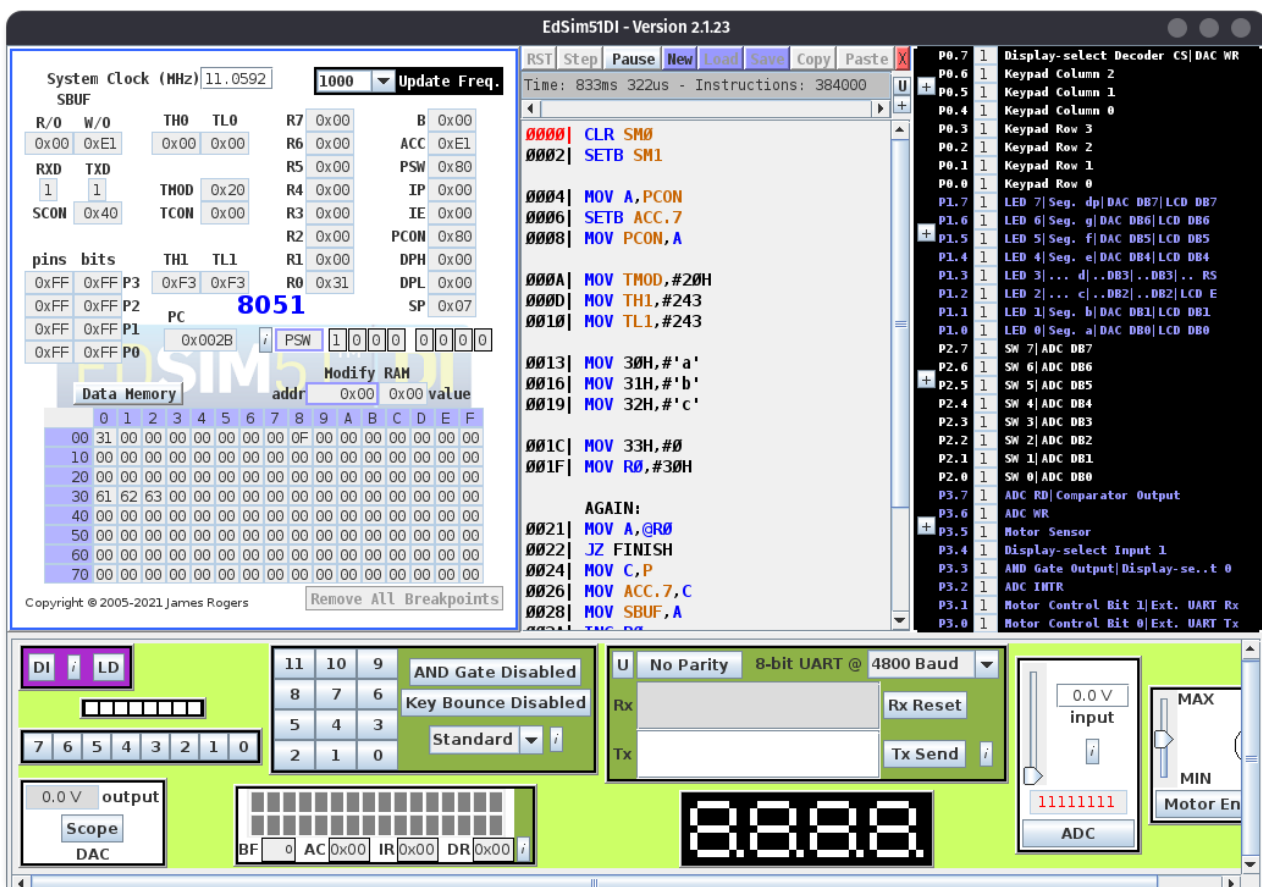 EdSim51DI - Version 2.1.23
System Clock (MHz) 11.0592 1000 Update Freq.
SBUF
R/O W/O TH0 TL0 R7 0x00 B 0x00
0x00 0xE1 0x00 0x00 R6 0x00 ACC 0xE1
RXD TXD R5 0x00 PSW 0x80
1 1 TMOD 0x20 R4 0x00 IP 0x00
SCON 0x40 TCON 0x00 R3 0x00 IE 0x00
R2 0x00 PCON 0x80
pins bits TH1 TL1 R1 0x00 DPH 0x00
0xFF 0xFF P3 0xF3 0xF3 R0 0x31 DPL 0x00
0xFF 0xFF P2 8051 SP 0x07
0xFF 0xFF P1 PC
0xFF 0xFF P0 0x002B i PSW 1 0 0 0 0 0 0 0
EdSIM51DI
Modify RAM
Data Memory addr 0x00 0x00 value
0 1 2 3 4 5 6 7 8 9 A B C D E F
00 31 00 00 00 00 00 00 00 0F 00 00 00 00 00 00 00
10 00 00 00 00 00 00 00 00 00 00 00 00 00 00 00 00
20 00 00 00 00 00 00 00 00 00 00 00 00 00 00 00 00
30 61 62 63 00 00 00 00 00 00 00 00 00 00 00 00 00
40 00 00 00 00 00 00 00 00 00 00 00 00 00 00 00 00
50 00 00 00 00 00 00 00 00 00 00 00 00 00 00 00 00
60 00 00 00 00 00 00 00 00 00 00 00 00 00 00 00 00
70 00 00 00 00 00 00 00 00 00 00 00 00 00 00 00 00
Copyright © 2005-2021 James Rogers Remove All Breakpoints
RST Step Pause New Load Save Copy Paste X
Time: 833ms 322us - Instructions: 384000 U
+
0000| CLR SM0
0002| SETB SM1
0004| MOV A,PCON
0006| SETB ACC.7
0008| MOV PCON,A
000A| MOV TMOD,#20H
000D| MOV TH1,#243
0010| MOV TL1,#243
0013| MOV 30H,#'a'
0016| MOV 31H,#'b'
0019| MOV 32H,#'c'
001C| MOV 33H,#0
001F| MOV R0,#30H
AGAIN:
0021| MOV A,@R0
0022| JZ FINISH
0024| MOV C,P
0026| MOV ACC.7,C
0028| MOV SBUF,A
002A| INC R0
P0.7 1 Display-select Decoder CS|DAC WR
P0.6 1 Keypad Column 2
+ P0.5 1 Keypad Column 1
P0.4 1 Keypad Column 0
P0.3 1 Keypad Row 3
P0.2 1 Keypad Row 2
P0.1 1 Keypad Row 1
P0.0 1 Keypad Row 0
P1.7 1 LED 7|Seg. dp|DAC DB7|LCD DB7
P1.6 1 LED 6|Seg. g|DAC DB6|LCD DB6
+ P1.5 1 LED 5|Seg. f|DAC DB5|LCD DB5
P1.4 1 LED 4|Seg. e|DAC DB4|LCD DB4
P1.3 1 LED 3|... d|..DB3|..DB3|.. RS
P1.2 1 LED 2|... c|..DB2|..DB2|LCD E
P1.1 1 LED 1|Seg. b|DAC DB1|LCD DB1
P1.0 1 LED 0|Seg. a|DAC DB0|LCD DB0
P2.7 1 SW 7|ADC DB7
P2.6 1 SW 6|ADC DB6
+ P2.5 1 SW 5|ADC DB5
P2.4 1 SW 4|ADC DB4
P2.3 1 SW 3|ADC DB3
P2.2 1 SW 2|ADC DB2
P2.1 1 SW 1|ADC DB1
P2.0 1 SW 0|ADC DB0
P3.7 1 ADC RD|Comparator Output
P3.6 1 ADC WR
+ P3.5 1 Motor Sensor
P3.4 1 Display-select Input 1
P3.3 1 AND Gate Output|Display-se..t 0
P3.2 1 ADC INTR
P3.1 1 Motor Control Bit 1|Ext. UART Rx
P3.0 1 Motor Control Bit 0|Ext. UART Tx
DI i LD
7 6 5 4 3 2 1 0
0.0 V output
Scope
DAC
11 10 9
8 7 6
5 4 3
2 1 0
AND Gate Disabled
Key Bounce Disabled
Standard i
BF 0 AC 0x00 IR 0x00 DR 0x00 i
U No Parity 8-bit UART @ 4800 Baud
Rx Rx Reset
Tx Tx Send i
8.8.8.8.
0.0 V
input
i
11111111
ADC
MAX
MIN
Motor En